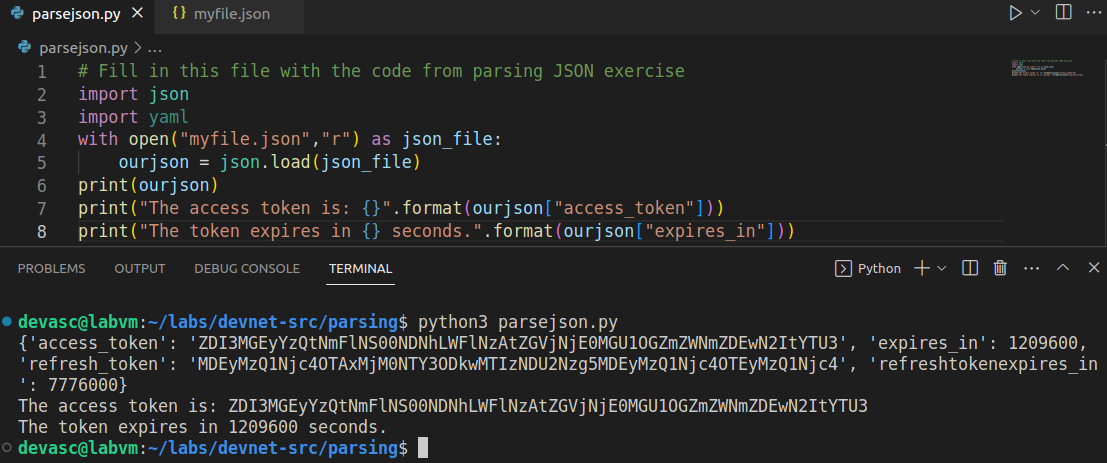 parsejson.py
{} myfile.json
parsejson.py > ...
1 # Fill in this file with the code from parsing JSON exercise
2 import json
3 import yaml
4 with open("myfile.json","r") as json_file:
5     ourjson = json.load(json_file)
6 print(ourjson)
7 print("The access token is: {}".format(ourjson["access_token"]))
8 print("The token expires in {} seconds.".format(ourjson["expires_in"]))
PROBLEMS OUTPUT DEBUG CONSOLE TERMINAL Python
devasc@labvm:~/labs/devnet-src/parsing$ python3 parsejson.py
{'access_token': 'ZDI3MGEyYzQtNmFlNS00NDNhLWFlNzAtZGVjNjE0MGU1OGZmZWNmZDEwN2ItYTU3', 'expires_in': 1209600,
'refresh_token': 'MDEyMzQ1Njc4OTAxMjM0NTY3ODkwMTIzNDU2Nzg5MDEyMzQ1Njc4OTEyMzQ1Njc4', 'refreshtokenexpires_in
': 7776000}
The access token is: ZDI3MGEyYzQtNmFlNS00NDNhLWFlNzAtZGVjNjE0MGU1OGZmZWNmZDEwN2ItYTU3
The token expires in 1209600 seconds.
devasc@labvm:~/labs/devnet-src/parsing$